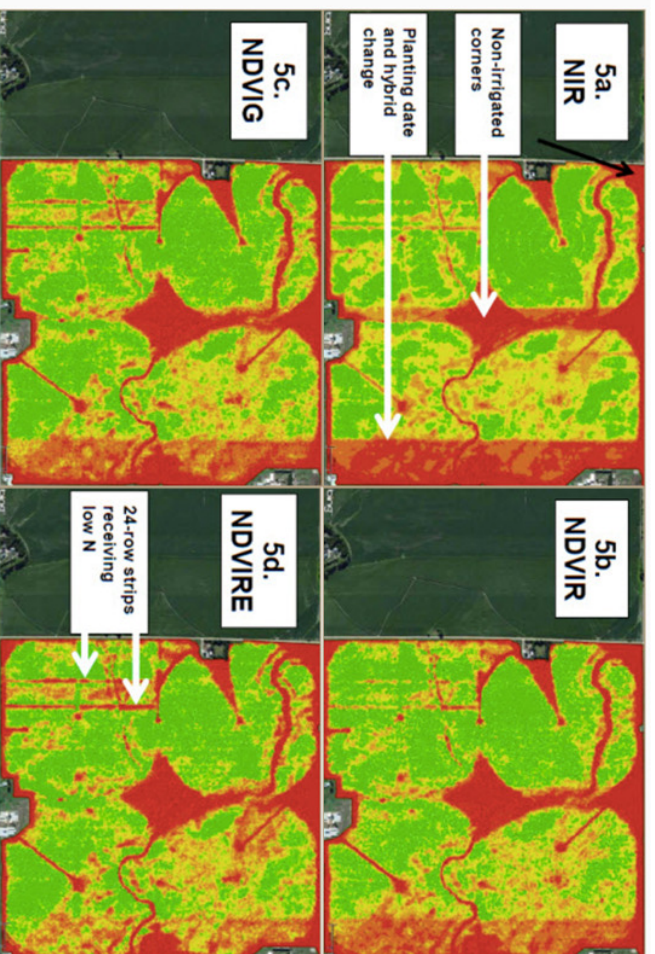 5a.
NIR
Non-irrigated
corners
Planting date
and hybrid
change
5b.
NDVIR
5c.
NDVIG
5d.
NDVIRE
24-row strips
receiving
low N